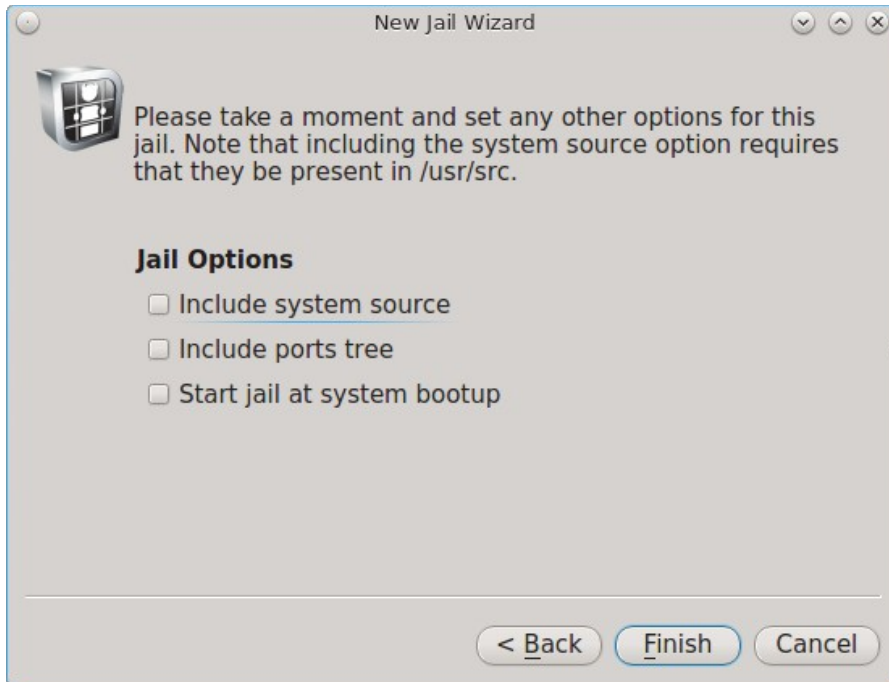 New Jail Wizard
Please take a moment and set any other options for this
jail. Note that including the system source option requires
that they be present in /usr/src.
Jail Options
Include system source
Include ports tree
Start jail at system bootup
< Back
Finish
Cancel